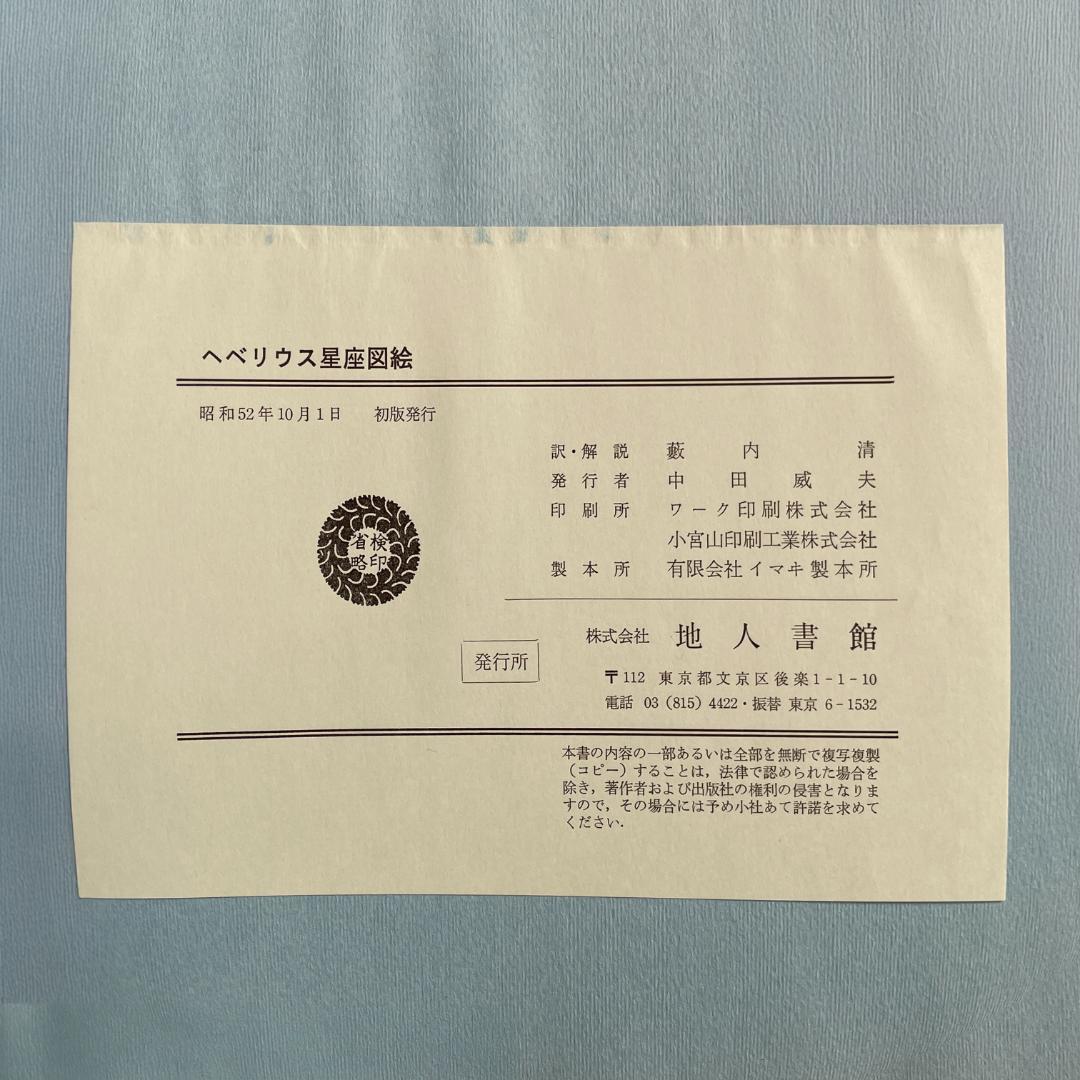 ヘベリウス星座図絵
昭和52年10月1日 初版発行
検印
省略
訳・解説 藪内清
発行者 中田威夫
印刷所 ワーク印刷株式会社
小宮山印刷工業株式会社
製本所 有限会社イマキ製本所
発行所
株式会社 地人書館
〒112 東京都文京区後楽1-1-10
電話 03(815)4422・振替 東京 6-1532
本書の内容の一部あるいは全部を無断で複写複製
(コピー)することは,法律で認められた場合を
除き,著作者および出版社の権利の侵害となりま
すので,その場合には予め小社あて許諾を求めて
ください.